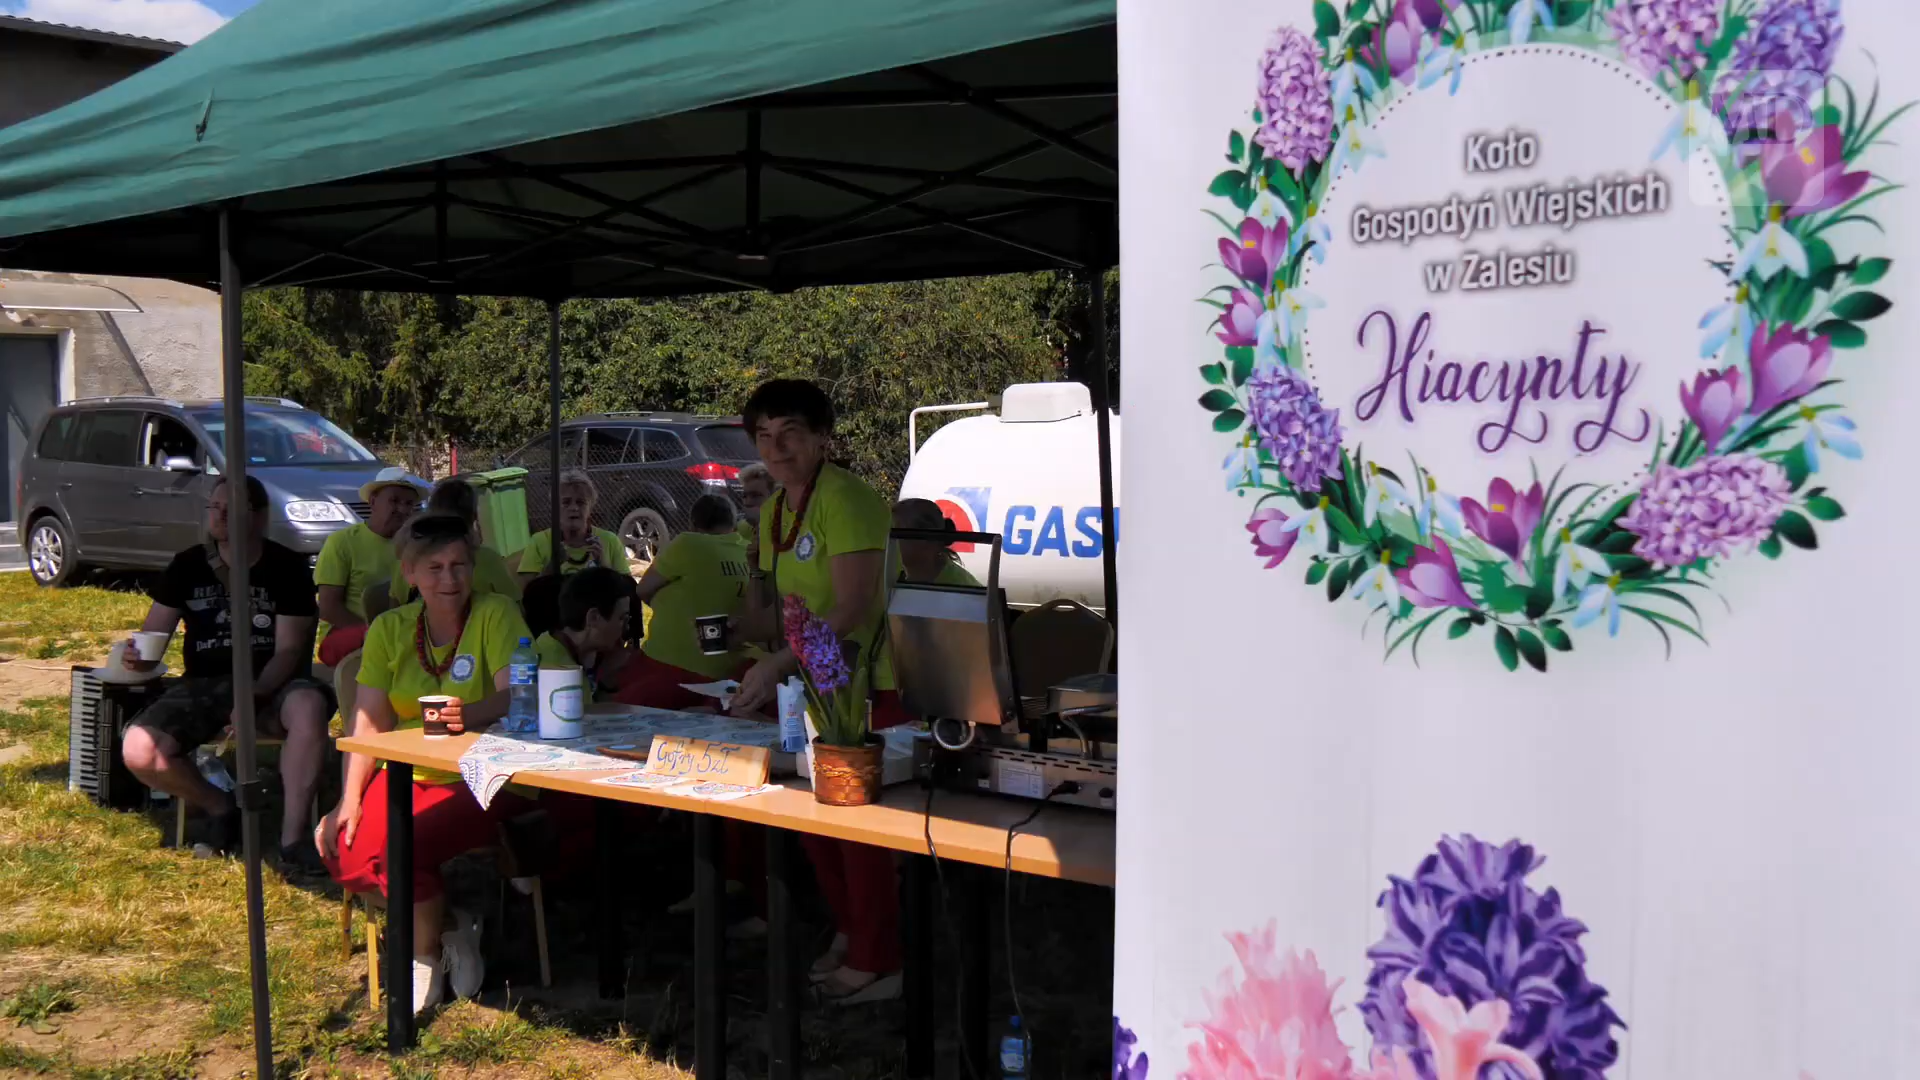 Koło
Gospodyń Wiejskich
w Zalesiu
Hiacynty
GAS
Gofry 5zł